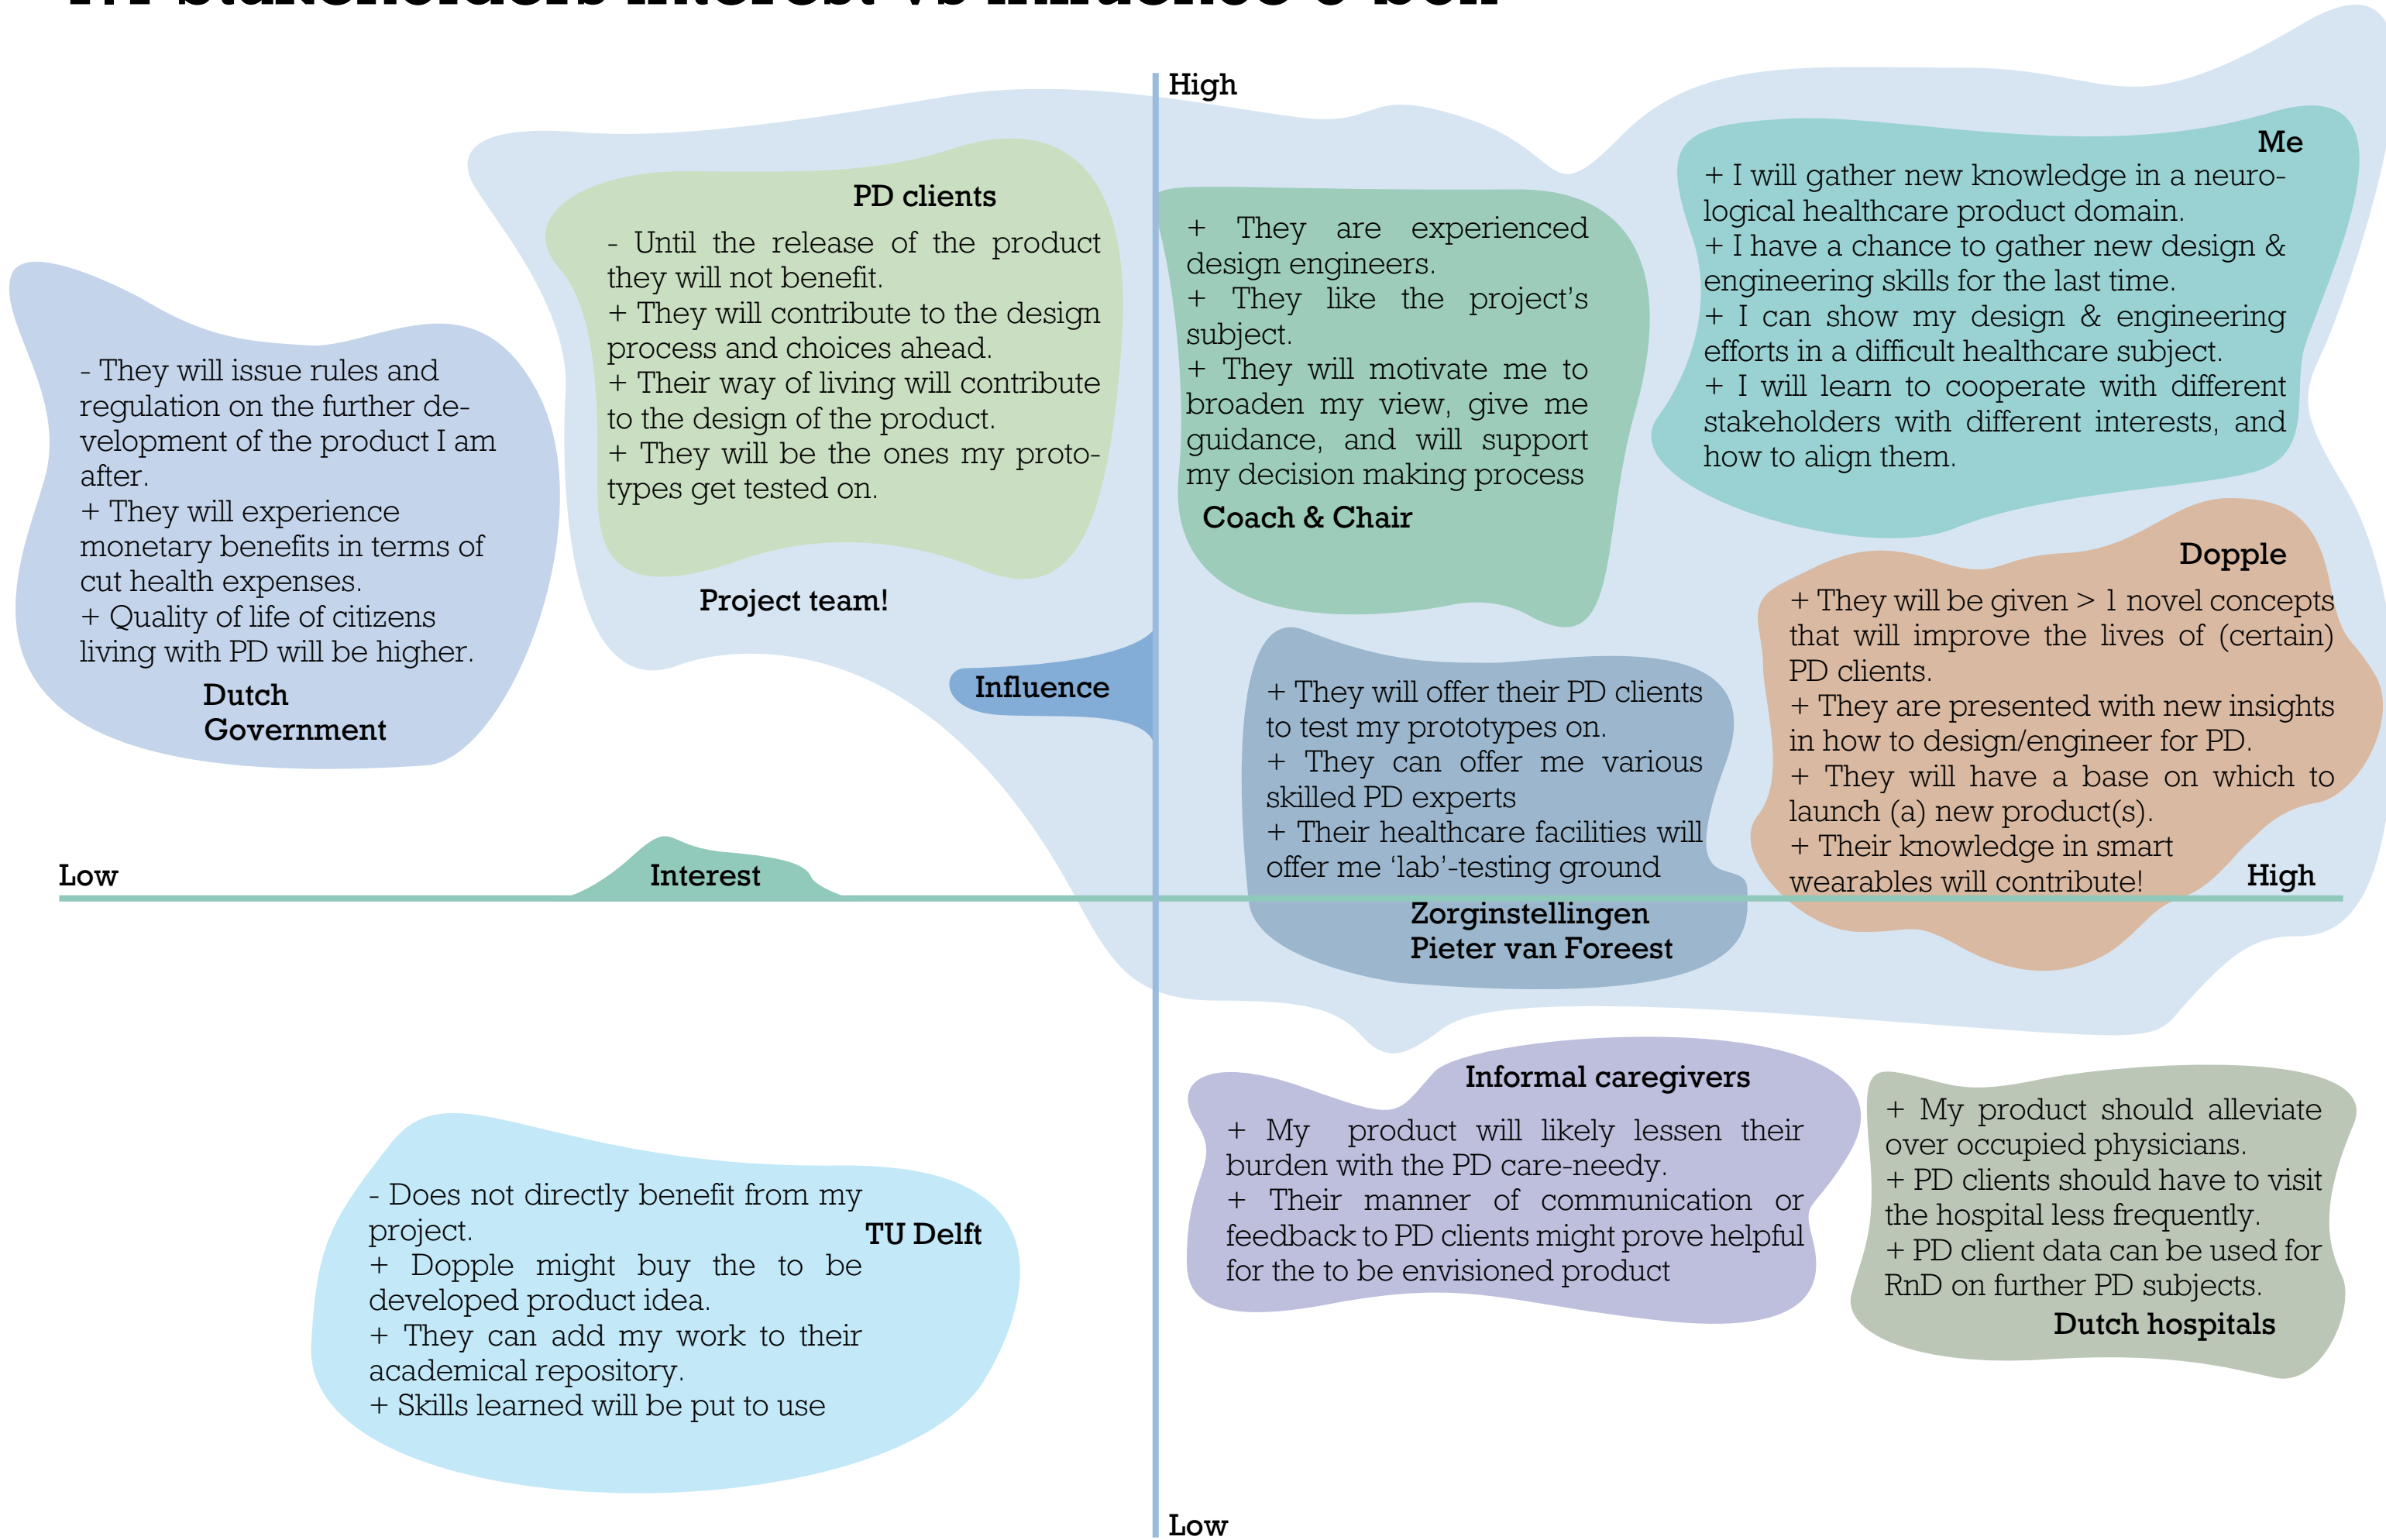 stakeholders interest vs influence
High
PD clients
- Until the release of the product
they will not benefit.
+ They will contribute to the design
process and choices ahead.
+ Their way of living will contribute
to the design of the product.
+ They will be the ones my proto-
types get tested on.
Project team!
+ They are experienced
design engineers.
+ They like the project's
subject.
+ They will motivate me to
broaden my view, give me
guidance, and will support
my decision making process
Coach & Chair
Me
+ I will gather new knowledge in a neuro-
logical healthcare product domain.
+ I have a chance to gather new design &
engineering skills for the last time.
+ I can show my design & engineering
efforts in a difficult healthcare subject.
+ I will learn to cooperate with different
stakeholders with different interests, and
how to align them.
- They will issue rules and
regulation on the further de-
velopment of the product I am
after.
+ They will experience
monetary benefits in terms of
cut health expenses.
+ Quality of life of citizens
living with PD will be higher.
Dutch
Government
Influence
+ They will offer their PD clients
to test my prototypes on.
+ They can offer me various
skilled PD experts
+ Their healthcare facilities will
offer me ‘lab’-testing ground
Zorginstellingen
Pieter van Foreest
Dopple
+ They will be given > 1 novel concepts
that will improve the lives of (certain)
PD clients.
+ They are presented with new insights
in how to design/engineer for PD.
+ They will have a base on which to
launch (a) new product(s).
+ Their knowledge in smart
wearables will contribute!
Low
Interest
High
- Does not directly benefit from my
project.
TU Delft
+ Dopple might buy the to be
developed product idea.
+ They can add my work to their
academical repository.
+ Skills learned will be put to use
Informal caregivers
+ My product will likely lessen their
burden with the PD care-needy.
+ Their manner of communication or
feedback to PD clients might prove helpful
for the to be envisioned product
+ My product should alleviate
over occupied physicians.
+ PD clients should have to visit
the hospital less frequently.
+ PD client data can be used for
RnD on further PD subjects.
Dutch hospitals
Low